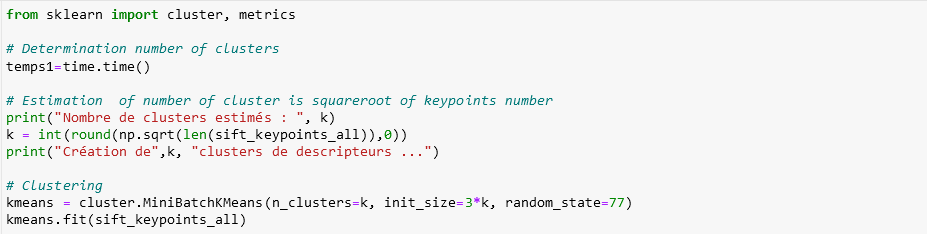 from sklearn import cluster, metrics
# Determination number of clusters
temps1=time.time()
# Estimation  of number of cluster is squareroot of keypoints number
print("Nombre de clusters estimés : ", k)
k = int(round(np.sqrt(len(sift_keypoints_all)),0))
print("Création de",k, "clusters de descripteurs ...")
# Clustering
kmeans = cluster.MiniBatchKMeans(n_clusters=k, init_size=3*k, random_state=77)
kmeans.fit(sift_keypoints_all)